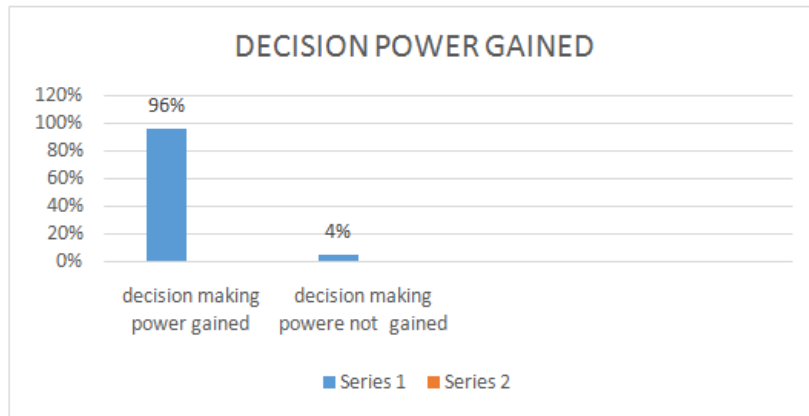 DECISION POWER GAINED
120%
100%
80%
60%
40%
20%
0%
96%
4%
decision making
power gained
decision making
powere not gained
Series 1
Series 2